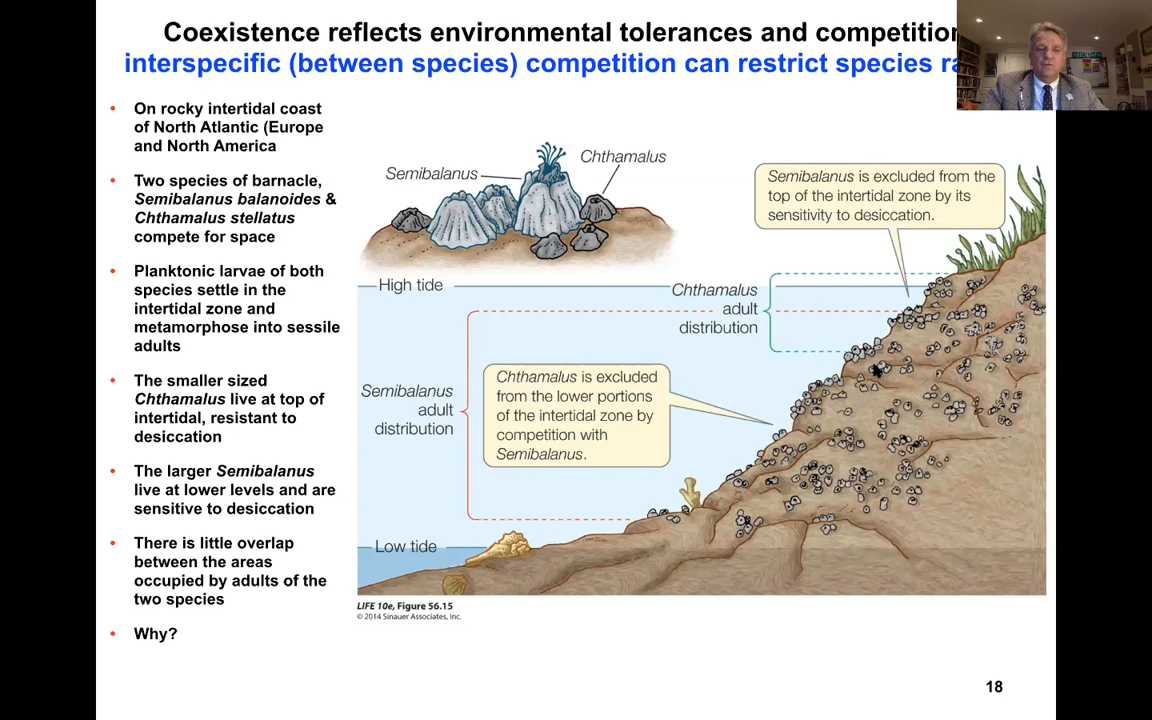 Coexistence reflects environmental tolerances and competition
interspecific (between species) competition can restrict species
• On rocky intertidal coast
of North Atlantic (Europe
and North America
• Two species of barnacle,
Semibalanus balanoides &
Chthamalus stellatus
compete for space
• Planktonic larvae of both
species settle in the
intertidal zone and
metamorphose into sessile
adults
• The smaller sized
Chthamalus live at top of
intertidal, resistant to
desiccation
• The larger Semibalanus
live at lower levels and are
sensitive to desiccation
• There is little overlap
between the areas
occupied by adults of the
two species
• Why?
Semibalanus
Chthamalus
Semibalanus is excluded from the
top of the intertidal zone by its
sensitivity to desiccation.
High tide
Chthamalus
adult
distribution
Semibalanus
adult
distribution
Chthamalus is excluded
from the lower portions
of the intertidal zone by
competition with
Semibalanus.
Low tide
LIFE 10e, Figure 56.15
© 2014 Sinauer Associates, Inc.
18